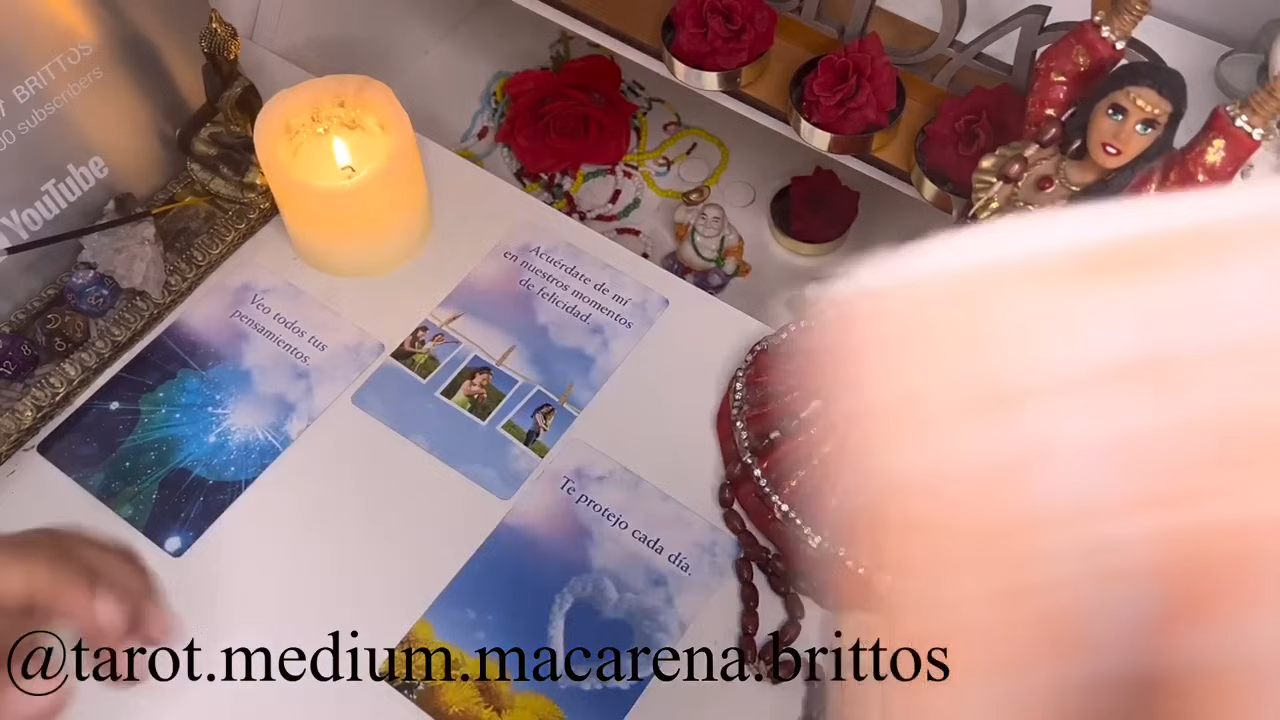 BRITTOS
subscribers
YouTube
Veo todos tus
pensamientos.
Acuérdate de mí
en nuestros momentos
de felicidad.
Te protejo cada día.
@tarot.medium.macarena.brittos